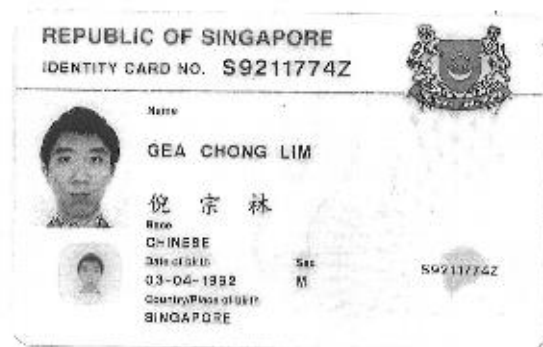 REPUBLIC OF SINGAPORE
IDENTITY CARD NO. S9211774Z
Name
GEA CHONG LIM
倪宗林
Race
CHINESE
Date of birth Sex
03-04-1992 M
Country/Place of birth
SINGAPORE
S9211774Z